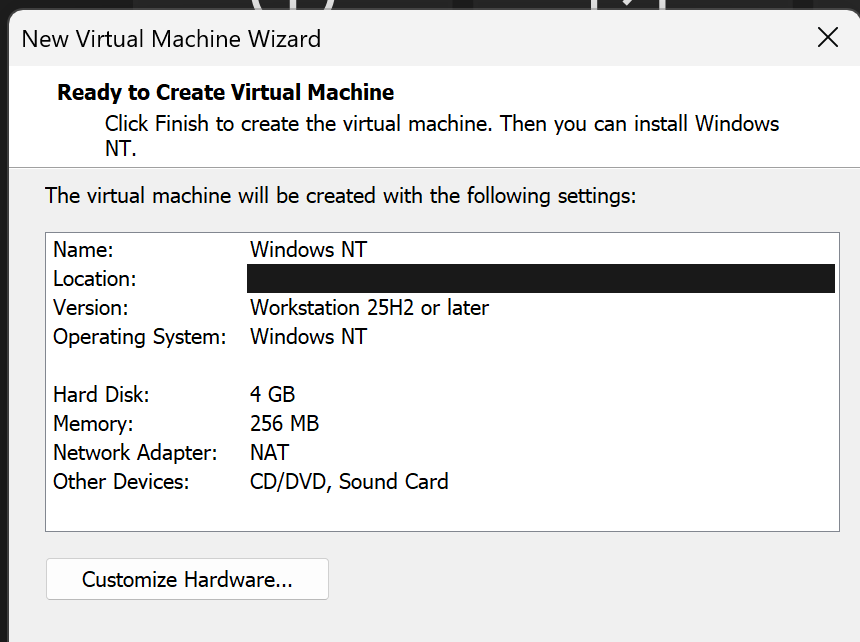 New Virtual Machine Wizard
Ready to Create Virtual Machine
Click Finish to create the virtual machine. Then you can install Windows
NT.
The virtual machine will be created with the following settings:
Name: Windows NT
Location:
Version: Workstation 25H2 or later
Operating System: Windows NT
Hard Disk: 4 GB
Memory: 256 MB
Network Adapter: NAT
Other Devices: CD/DVD, Sound Card
Customize Hardware...